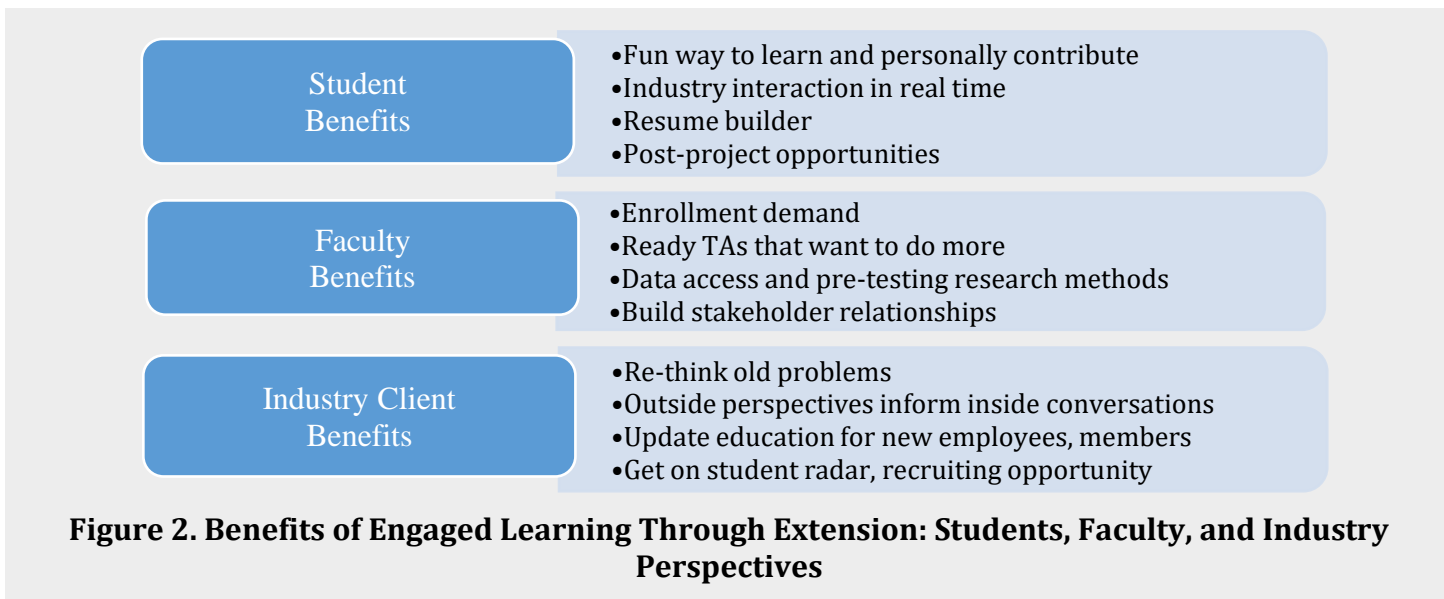 Student
Benefits
•Fun way to learn and personally contribute
•Industry interaction in real time
•Resume builder
•Post-project opportunities
Faculty
Benefits
•Enrollment demand
•Ready TAs that want to do more
•Data access and pre-testing research methods
•Build stakeholder relationships
Industry Client
Benefits
•Re-think old problems
•Outside perspectives inform inside conversations
•Update education for new employees, members
•Get on student radar, recruiting opportunity
Figure 2. Benefits of Engaged Learning Through Extension: Students, Faculty, and Industry
Perspectives